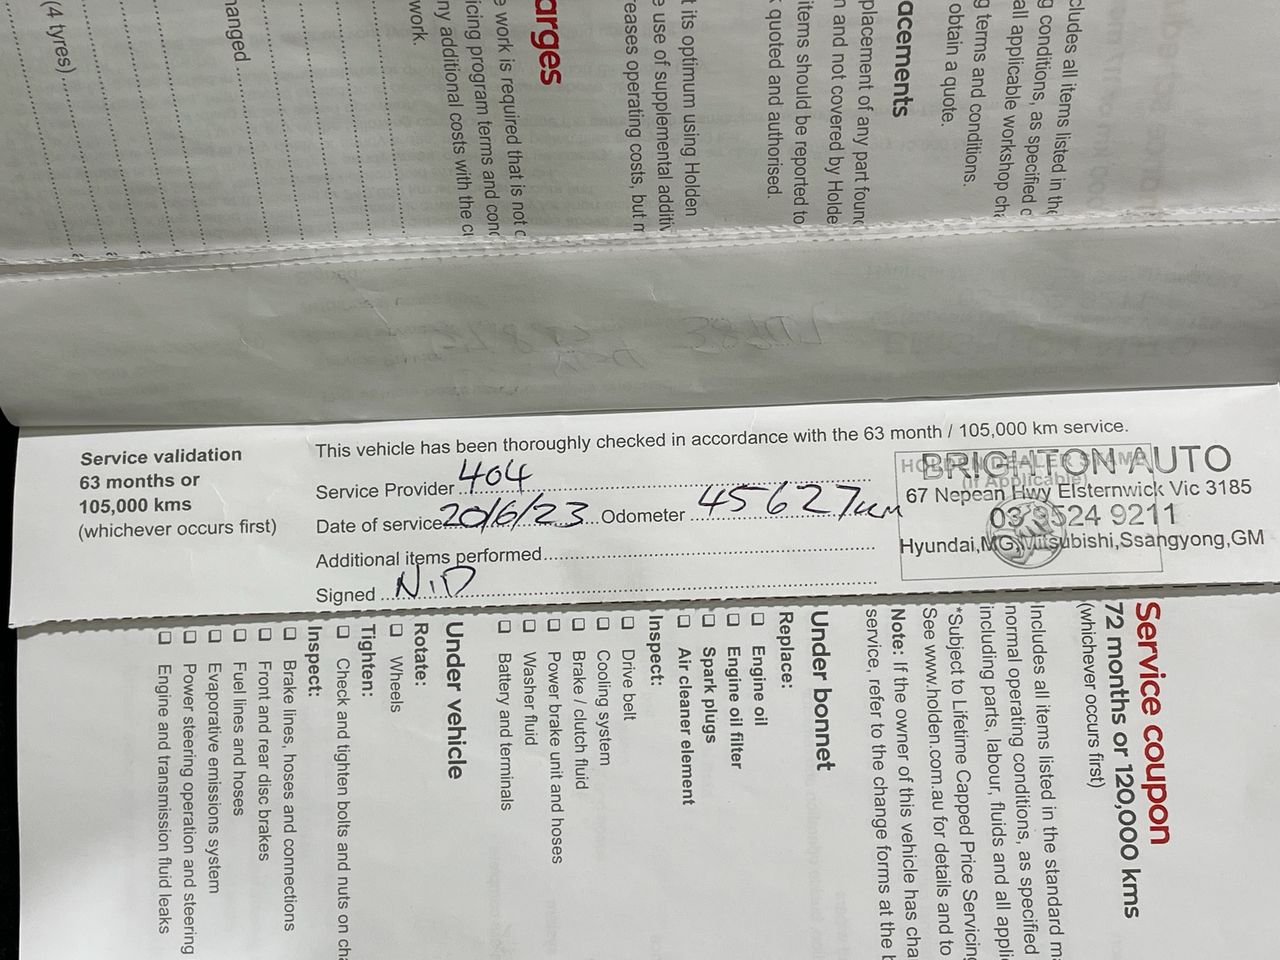 (4 tyres)
hanged
arges
e work is required that is not
icing program terms and
ny additional costs with the
work.
t its optimum using Holden
e use of supplemental
eases operating costs, but
acements
placement of any part found
n and not covered by
items should be reported to
quoted and authorised.
cludes all items listed in the
g conditions, as specified
all applicable workshop
g terms and conditions.
obtain a quote.
Service validation
63 months or
105,000 kms
(whichever occurs first)
This vehicle has been thoroughly checked in accordance with the 63 month / 105,000 km service.
Service Provider 404
Date of service 20/6/23 Odometer 45627km
Additional items performed
Signed N.D
HOLDEN DEALER STAMP
(If Applicable)
BRIGHTON AUTO
67 Nepean Hwy Elsternwick Vic 3185
03 9524 9211
Hyundai,MG,Mitsubishi,Ssangyong,GM
Service coupon
72 months or 120,000 kms
(whichever occurs first)
Includes all items listed in the standard
normal operating conditions, as specified
including parts, labour, fluids and all
*Subject to Lifetime Capped Price Servicing
See www.holden.com.au for details and to
Note: If the owner of this vehicle has
service, refer to the change forms at the
Under bonnet
Replace:
Engine oil
Engine oil filter
Spark plugs
Air cleaner element
Inspect:
Drive belt
Cooling system
Brake / clutch fluid
Power brake unit and hoses
Washer fluid
Battery and terminals
Under vehicle
Rotate:
Wheels
Tighten:
Check and tighten bolts and nuts on
Inspect:
Brake lines, hoses and connections
Front and rear disc brakes
Fuel lines and hoses
Evaporative emissions system
Power steering operation and steering
Engine and transmission fluid leaks